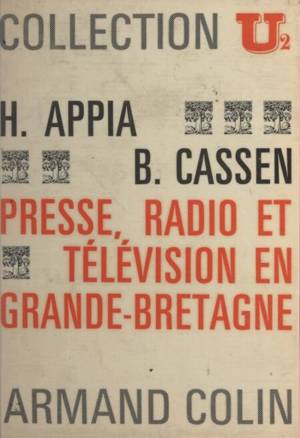 COLLECTION U2
H. APPIA
B. CASSEN
PRESSE, RADIO ET
TÉLÉVISION EN
GRANDE-BRETAGNE
ARMAND COLIN